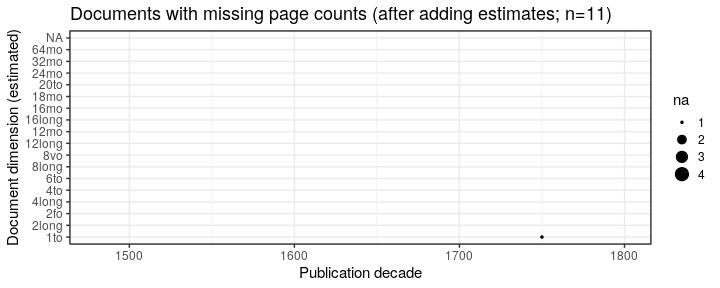 Documents with missing page counts (after adding estimates; n=11)
Document dimension (estimated)
NA
64mo
32mo
24mo
20to
18mo
16mo
16long
12mo
12long
8vo
8long
6to
4to
4long
2fo
2long
1to
1500 1600 1700 1800
Publication decade
na
1
2
3
4